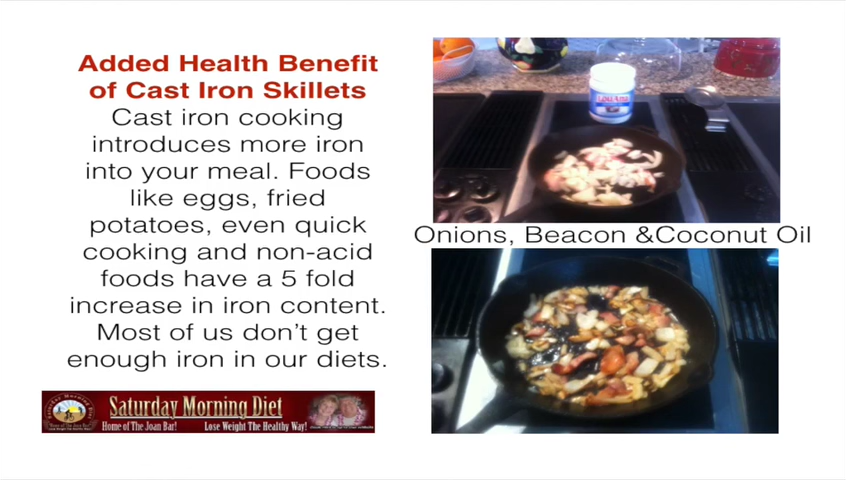 Added Health Benefit
of Cast Iron Skillets
Cast iron cooking
introduces more iron
into your meal. Foods
like eggs, fried
potatoes, even quick
cooking and non-acid
foods have a 5 fold
increase in iron content.
Most of us don't get
enough iron in our diets.
LouAna
Onions, Beacon &Coconut Oil
Saturday Morning Diet
Home of The Joan Bar!
Lose Weight The Healthy Way!